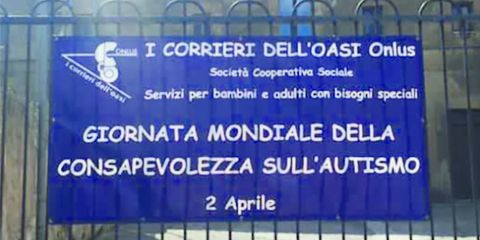 ONLUS
i corrieri dell'oasi
I CORRIERI DELL'OASI Onlus
Società Cooperativa Sociale
Servizi per bambini e adulti con bisogni speciali
GIORNATA MONDIALE DELLA
CONSAPEVOLEZZA SULL'AUTISMO
2 Aprile